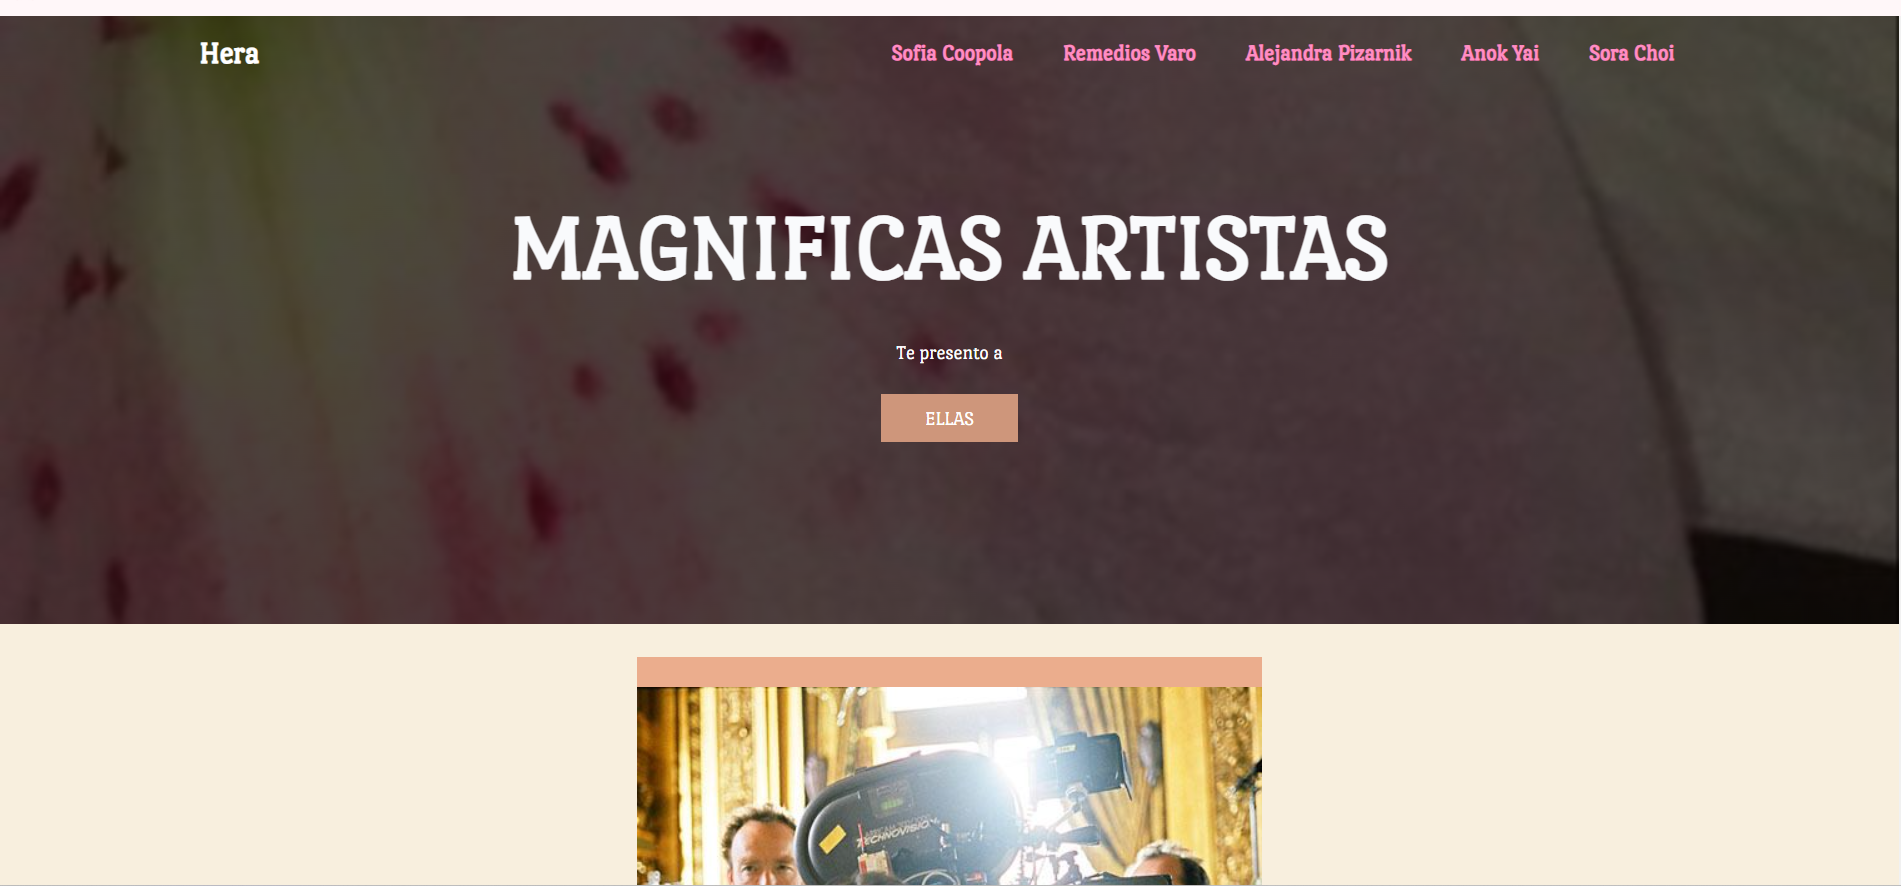 Hera
Sofia Coopola Remedios Varo Alejandra Pizarnik Anok Yai Sora Choi
MAGNIFICAS ARTISTAS
Te presento a
ELLAS
TECHNOVISION